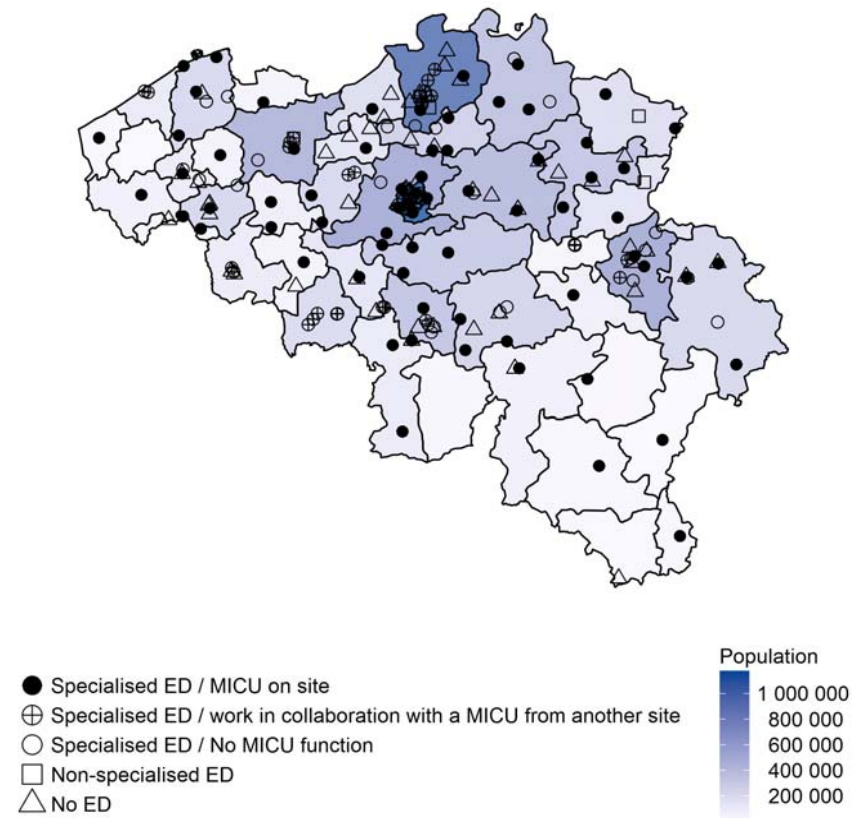 Specialised ED / MICU on site
Specialised ED / work in collaboration with a MICU from another site
Specialised ED / No MICU function
Non-specialised ED
No ED
Population
1 000 000
800 000
600 000
400 000
200 000